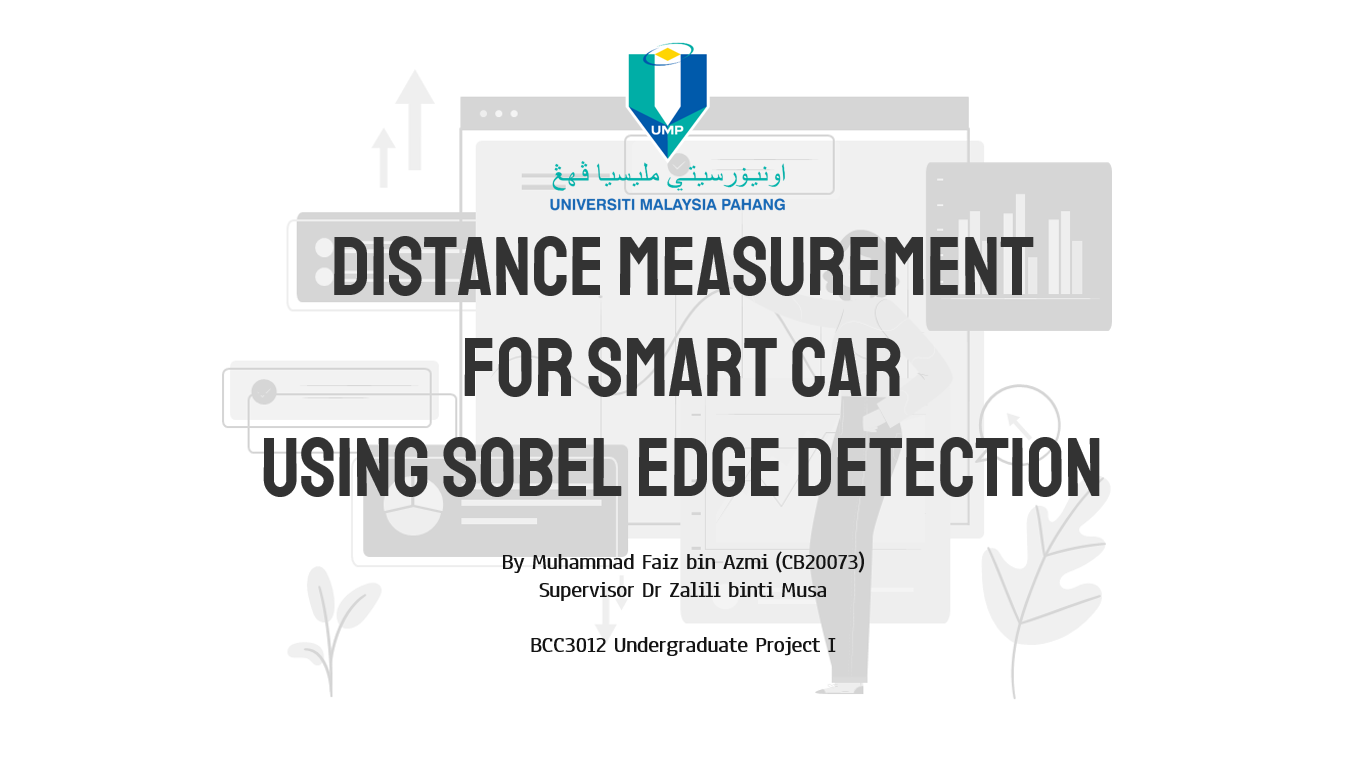 UMP
اونيۏرسيتي مليسيا ڤهڠ
UNIVERSITI MALAYSIA PAHANG
DISTANCE MEASUREMENT
FOR SMART CAR
USING SOBEL EDGE DETECTION
By Muhammad Faiz bin Azmi (CB20073)
Supervisor Dr Zalili binti Musa
BCC3012 Undergraduate Project I